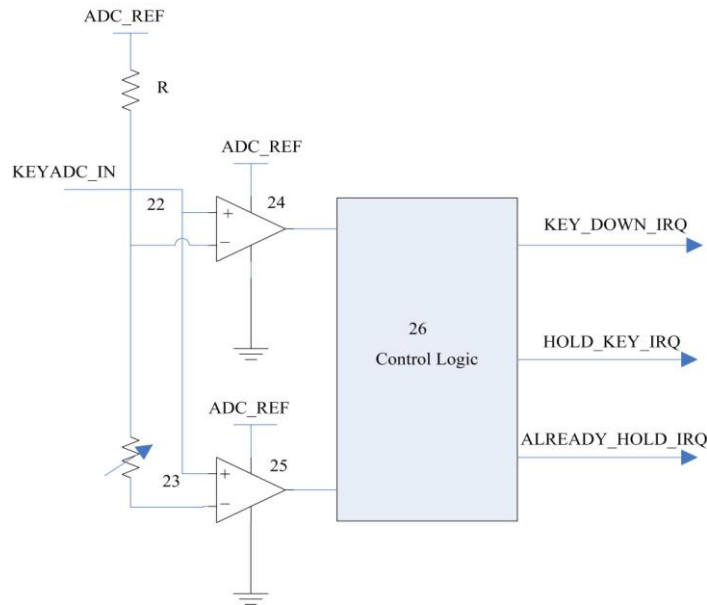 ADC_REF
R
ADC_REF
KEYADC_IN
22
24
+
−
KEY_DOWN_IRQ
26
Control Logic
HOLD_KEY_IRQ
ADC_REF
ALREADY_HOLD_IRQ
23
25
+
−